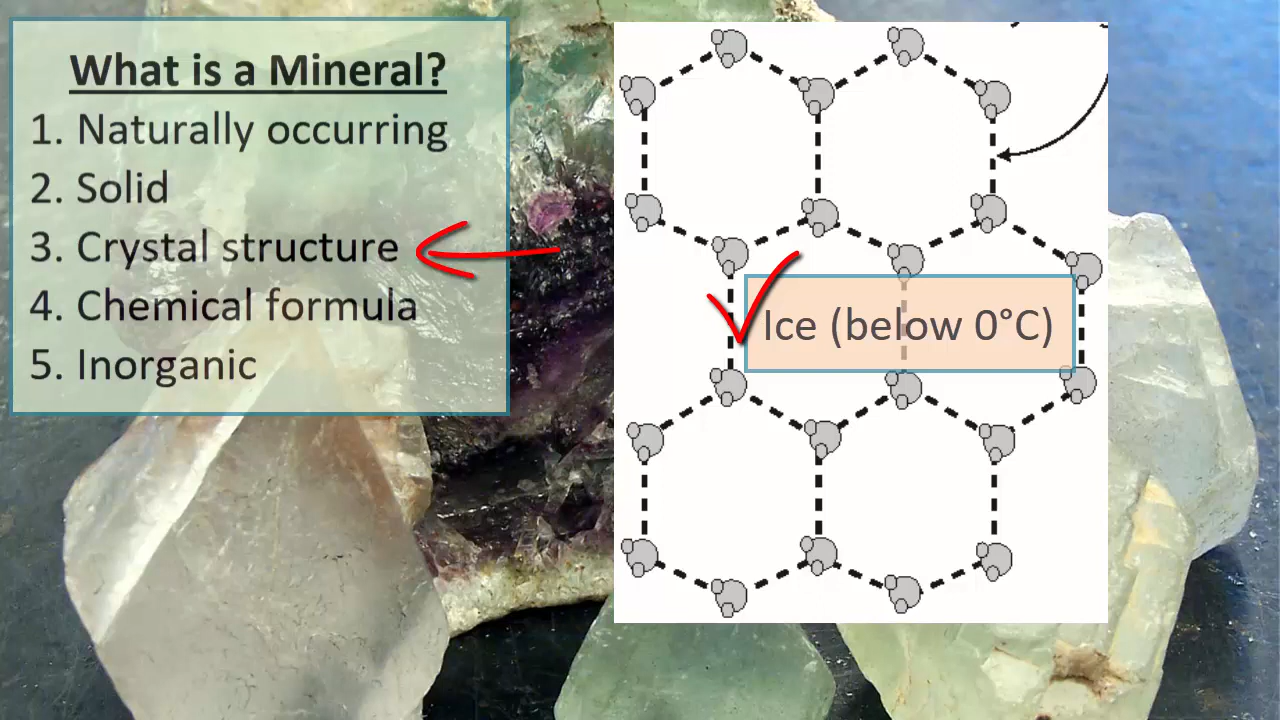 What is a Mineral?
1. Naturally occurring
2. Solid
3. Crystal structure
4. Chemical formula
5. Inorganic
Ice (below 0°C)